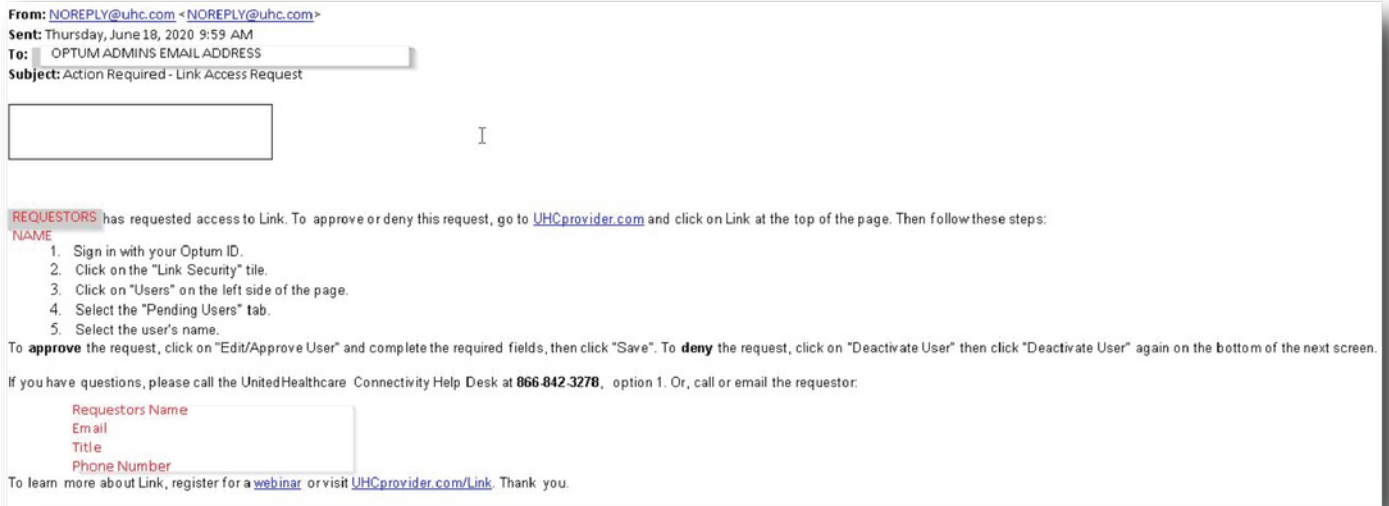 From: NOREPLY@uhc.com <NOREPLY@uhc.com>
Sent: Thursday, June 18, 2020 9:59 AM
To: OPTUM ADMINS EMAIL ADDRESS
Subject: Action Required - Link Access Request
REQUESTORS NAME has requested access to Link. To approve or deny this request, go to UHCprovider.com and click on Link at the top of the page. Then follow these steps:
1. Sign in with your Optum ID.
2. Click on the "Link Security" tile.
3. Click on "Users" on the left side of the page.
4. Select the "Pending Users" tab.
5. Select the user's name.
To approve the request, click on "Edit/Approve User" and complete the required fields, then click "Save". To deny the request, click on "Deactivate User" then click "Deactivate User" again on the bottom of the next screen.
If you have questions, please call the UnitedHealthcare Connectivity Help Desk at 866-842-3278, option 1. Or, call or email the requestor:
Requestors Name
Email
Title
Phone Number
To learn more about Link, register for a webinar or visit UHCprovider.com/Link. Thank you.